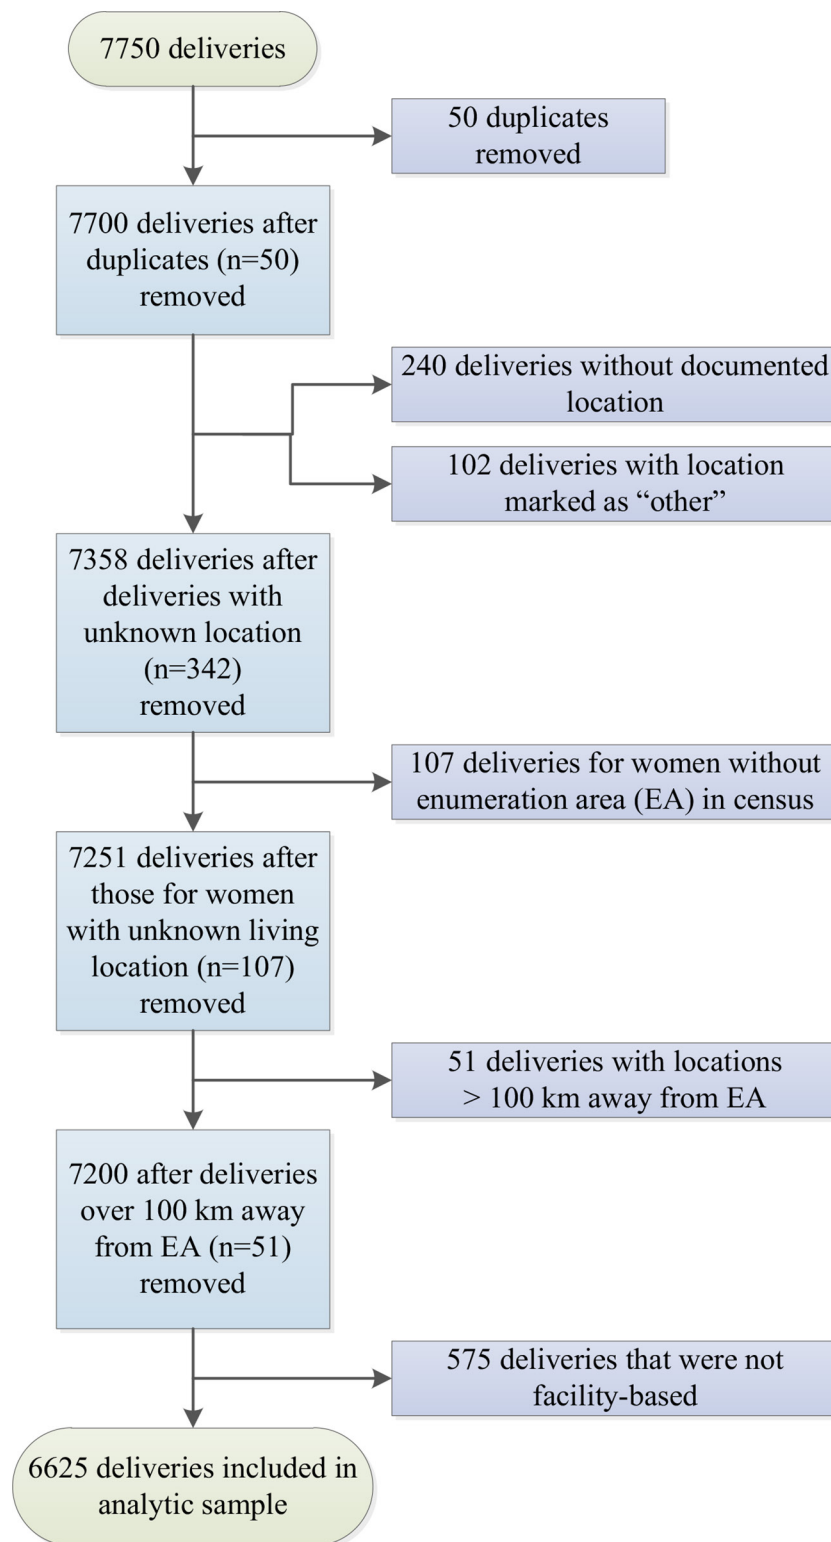 7750 deliveries
50 duplicates
removed
7700 deliveries after
duplicates (n=50)
removed
240 deliveries without documented
location
102 deliveries with location
marked as “other”
7358 deliveries after
deliveries with
unknown location
(n=342)
removed
107 deliveries for women without
enumeration area (EA) in census
7251 deliveries after
those for women
with unknown living
location (n=107)
removed
51 deliveries with locations
> 100 km away from EA
7200 after deliveries
over 100 km away
from EA (n=51)
removed
575 deliveries that were not
facility-based
6625 deliveries included in
analytic sample